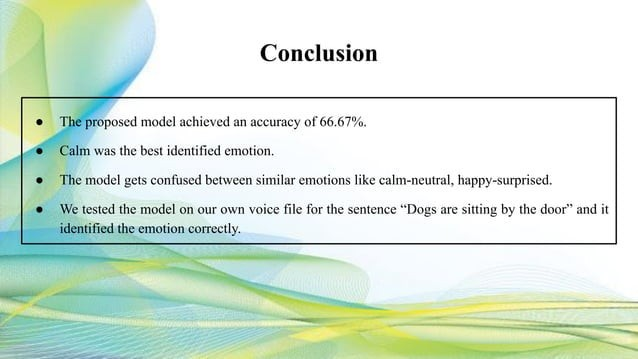 Conclusion
● The proposed model achieved an accuracy of 66.67%.
● Calm was the best identified emotion.
● The model gets confused between similar emotions like calm-neutral, happy-surprised.
● We tested the model on our own voice file for the sentence “Dogs are sitting by the door” and it
identified the emotion correctly.